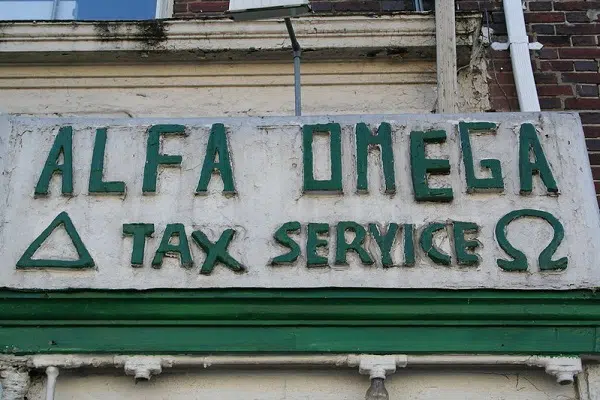 ALFA OMEGA
Δ TAX SERVICE Ω